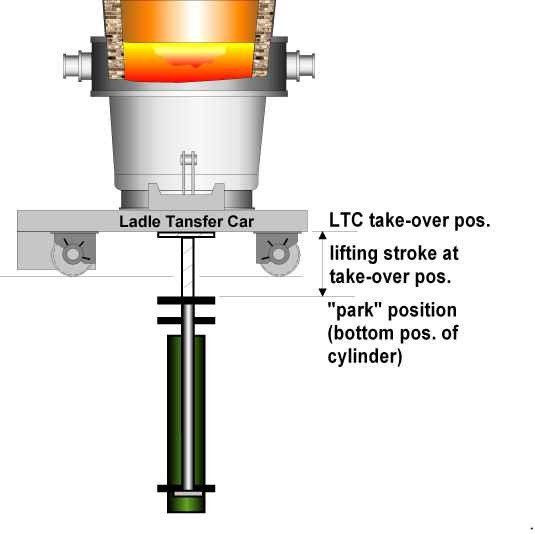 Ladle Tansfer Car
LTC take-over pos.
lifting stroke at
take-over pos.
"park" position
(bottom pos. of
cylinder)